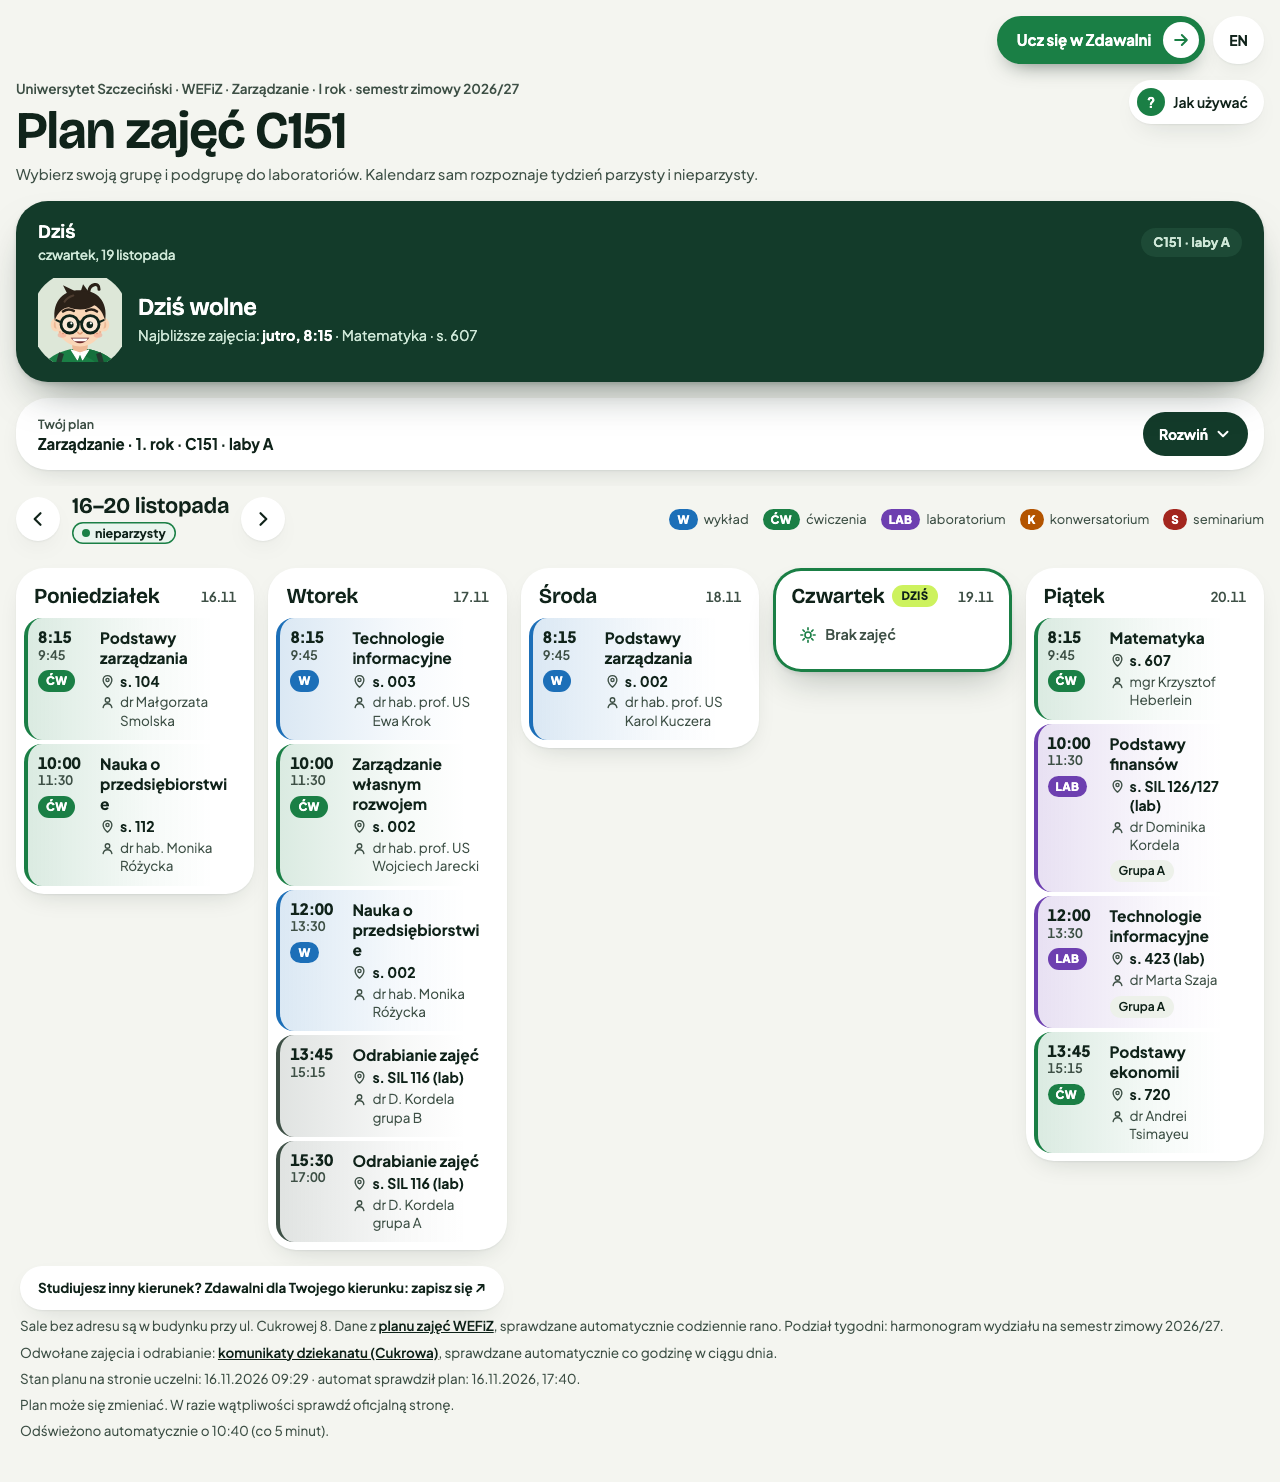 Ucz się w Zdawalni
EN
Uniwersytet Szczeciński · WEFiZ · Zarządzanie · I rok · semestr zimowy 2026/27
? Jak używać
Plan zajęć C151
Wybierz swoją grupę i podgrupę do laboratoriów. Kalendarz sam rozpoznaje tydzień parzysty i nieparzysty.
Dziś
czwartek, 19 listopada
C151 · laby A
Dziś wolne
Najbliższe zajęcia: jutro, 8:15 · Matematyka · s. 607
Twój plan
Zarządzanie · 1. rok · C151 · laby A
Rozwiń
16–20 listopada
nieparzysty
W wykład
ĆW ćwiczenia
LAB laboratorium
K konwersatorium
S seminarium
Poniedziałek 16.11
8:15
9:45
ĆW
Podstawy
zarządzania
s. 104
dr Małgorzata
Smolska
10:00
11:30
ĆW
Nauka o
przedsiębiorstwi
e
s. 112
dr hab. Monika
Różycka
Wtorek 17.11
8:15
9:45
W
Technologie
informacyjne
s. 003
dr hab. prof. US
Ewa Krok
10:00
11:30
ĆW
Zarządzanie
własnym
rozwojem
s. 002
dr hab. prof. US
Wojciech Jarecki
12:00
13:30
W
Nauka o
przedsiębiorstwi
e
s. 002
dr hab. Monika
Różycka
13:45
15:15
Odrabianie zajęć
s. SIL 116 (lab)
dr D. Kordela
grupa B
15:30
17:00
Odrabianie zajęć
s. SIL 116 (lab)
dr D. Kordela
grupa A
Środa 18.11
8:15
9:45
W
Podstawy
zarządzania
s. 002
dr hab. prof. US
Karol Kuczera
Czwartek DZIŚ 19.11
Brak zajęć
Piątek 20.11
8:15
9:45
ĆW
Matematyka
s. 607
mgr Krzysztof
Heberlein
10:00
11:30
LAB
Podstawy
finansów
s. SIL 126/127
(lab)
dr Dominika
Kordela
Grupa A
12:00
13:30
LAB
Technologie
informacyjne
s. 423 (lab)
dr Marta Szaja
Grupa A
13:45
15:15
ĆW
Podstawy
ekonomii
s. 720
dr Andrei
Tsimayeu
Studiujesz inny kierunek? Zdawalni dla Twojego kierunku: zapisz się ↗
Sale bez adresu są w budynku przy ul. Cukrowej 8. Dane z planu zajęć WEFiZ, sprawdzane automatycznie codziennie rano. Podział tygodni: harmonogram wydziału na semestr zimowy 2026/27.
Odwołane zajęcia i odrabianie: komunikaty dziekanatu (Cukrowa), sprawdzane automatycznie co godzinę w ciągu dnia.
Stan planu na stronie uczelni: 16.11.2026 09:29 · automat sprawdził plan: 16.11.2026, 17:40.
Plan może się zmieniać. W razie wątpliwości sprawdź oficjalną stronę.
Odświeżono automatycznie o 10:40 (co 5 minut).